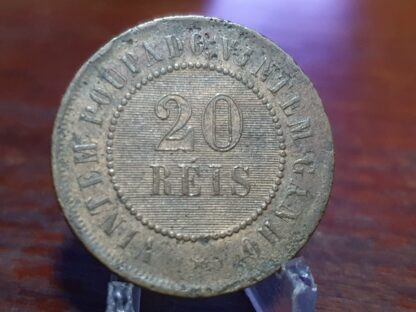 VINTEM POUPADO VINTEM GANHO
20
RÉIS